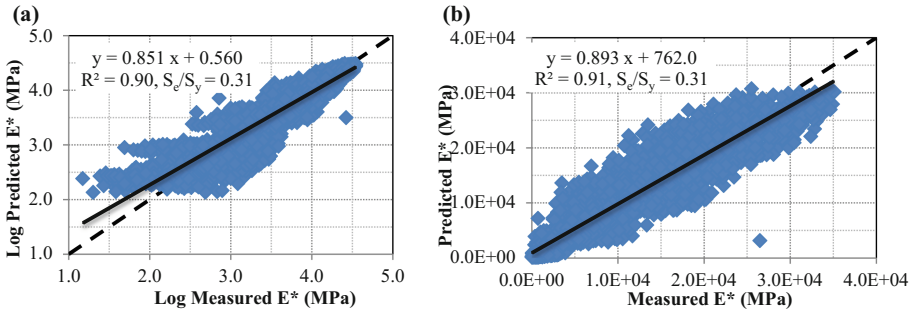 (a)
5.0
4.0
3.0
2.0
1.0
Log Predicted E* (MPa)
y = 0.851 x + 0.560
R² = 0.90, Sₑ/Sᵧ = 0.31
1.0 2.0 3.0 4.0 5.0
Log Measured E* (MPa)
(b)
4.0E+04
3.0E+04
2.0E+04
1.0E+04
0.0E+00
Predicted E* (MPa)
y = 0.893 x + 762.0
R² = 0.91, Sₑ/Sᵧ = 0.31
0.0E+00 1.0E+04 2.0E+04 3.0E+04 4.0E+04
Measured E* (MPa)